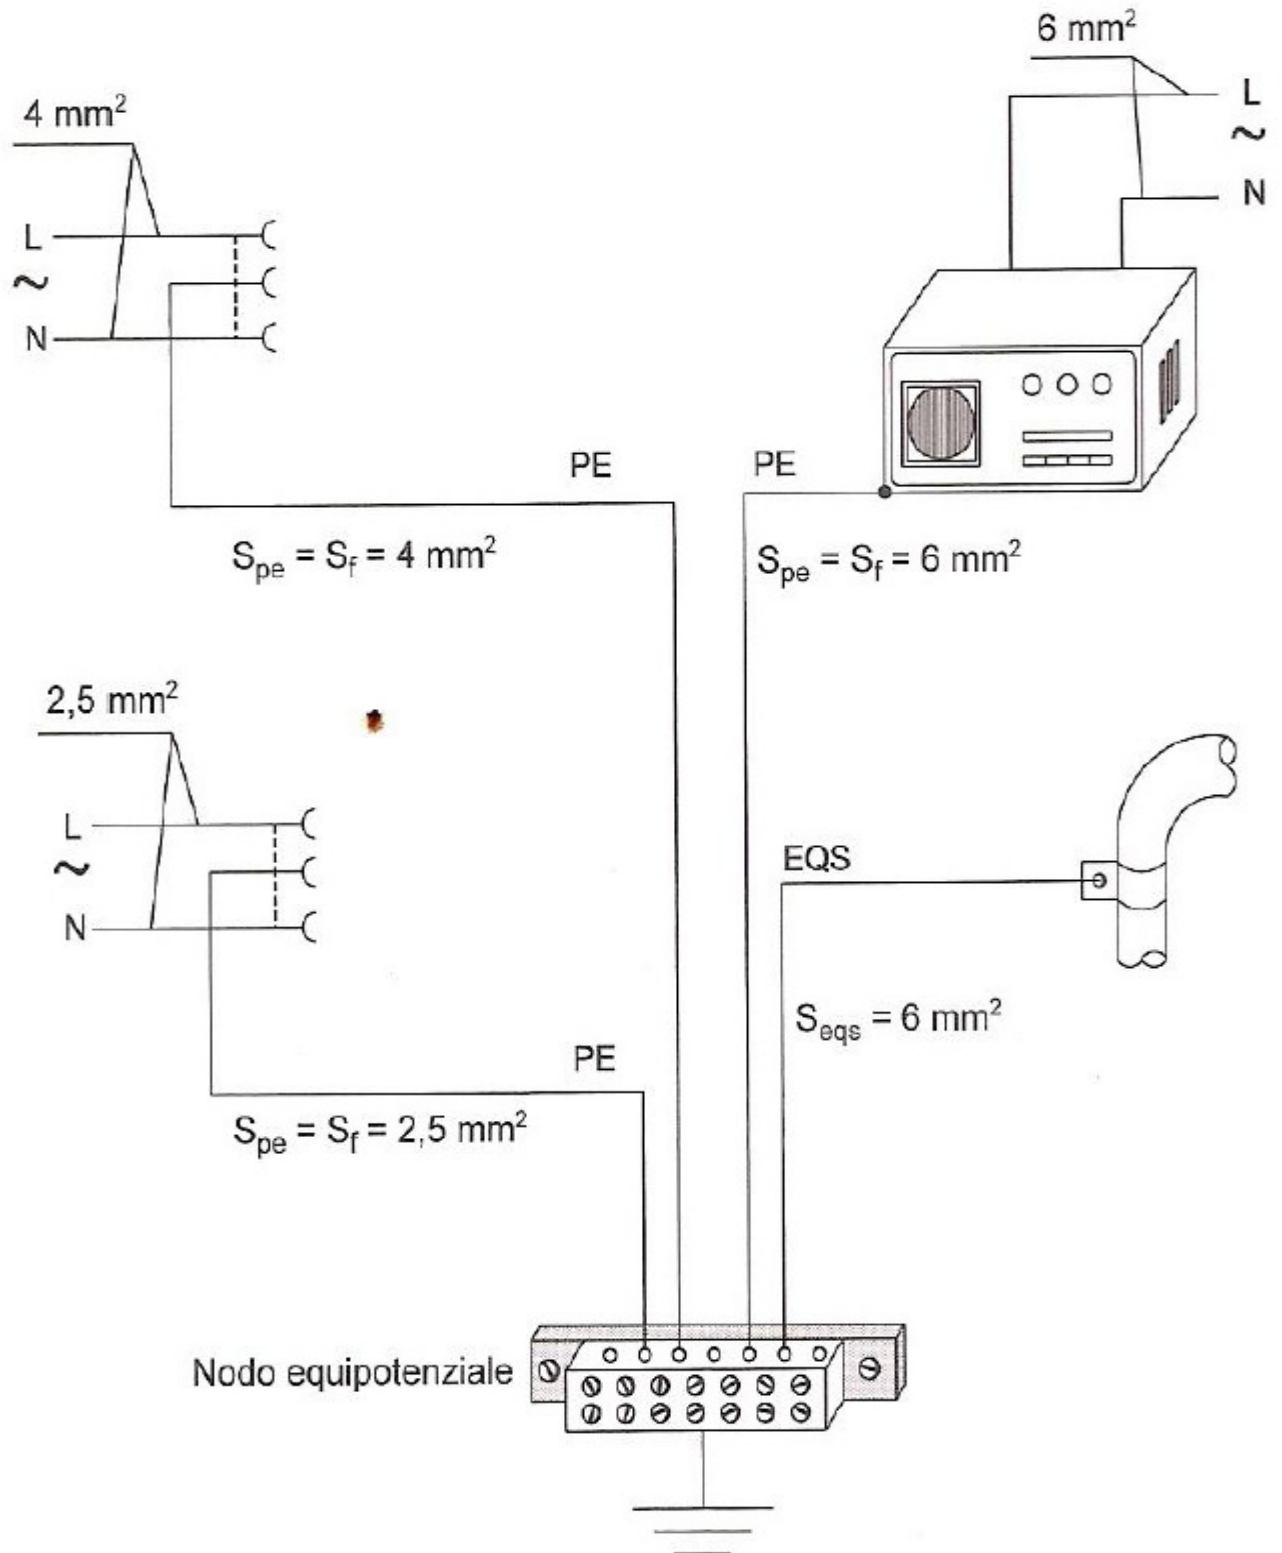 6 mm²
L
~
N
4 mm²
L
~
N
PE
PE
Spe = Sf = 4 mm²
Spe = Sf = 6 mm²
2,5 mm²
L
~
N
EQS
Seqs = 6 mm²
PE
Spe = Sf = 2,5 mm²
Nodo equipotenziale